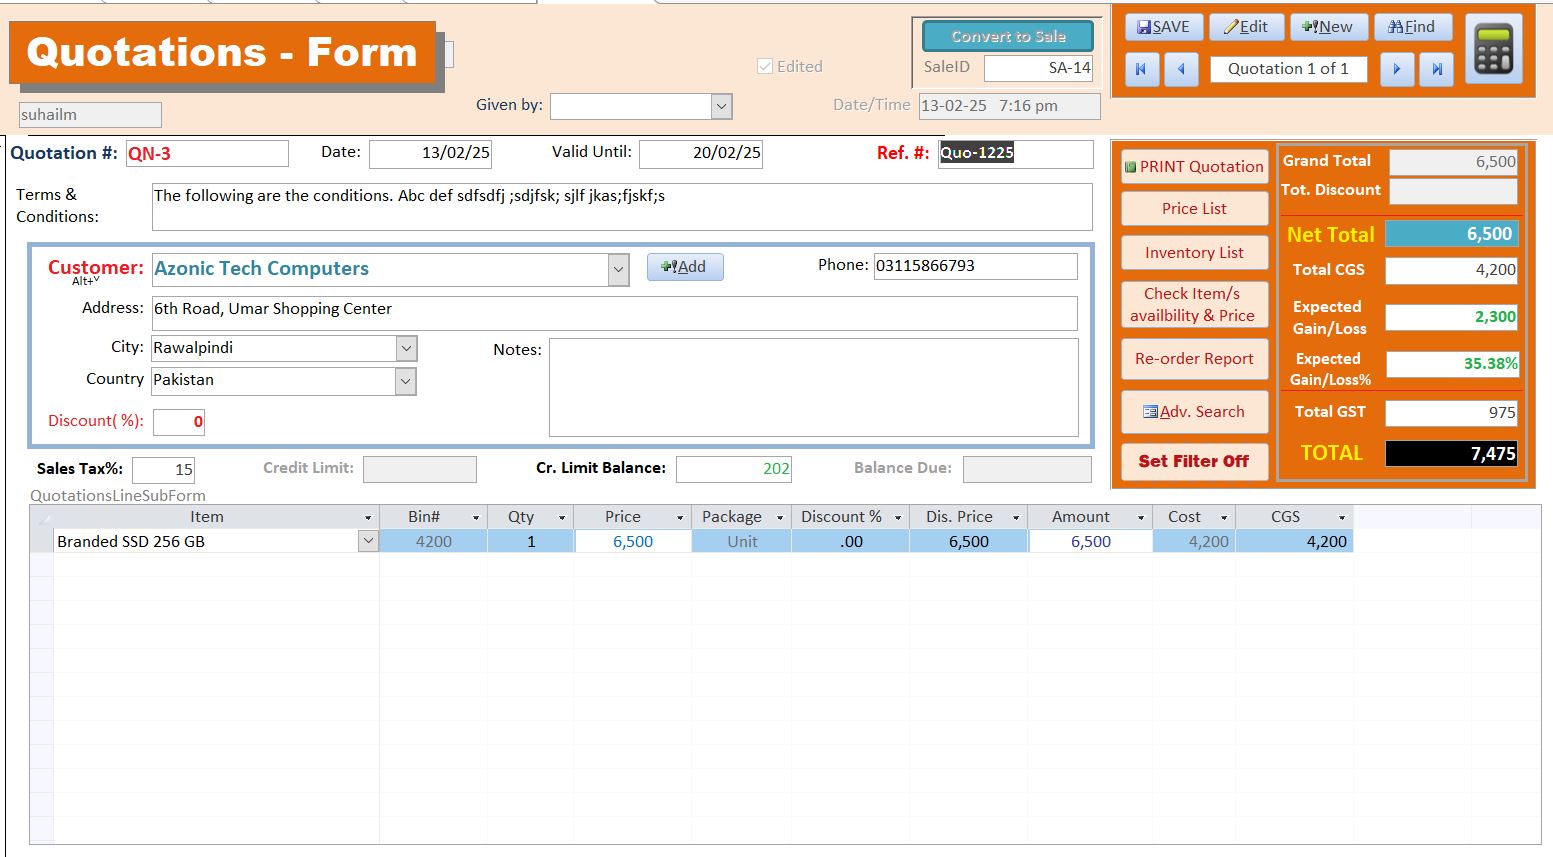 Quotations - Form
suhailm
Given by:
Edited
Convert to Sale
SaleID SA-14
Date/Time 13-02-25 7:16 pm
SAVE Edit New Find
Quotation 1 of 1
Quotation #: QN-3 Date: 13/02/25 Valid Until: 20/02/25 Ref. #: Quo-1225
Terms &
Conditions:
The following are the conditions. Abc def sdfsdfj ;sdjfsk; sjlf jkas;fjskf;s
Customer: Azonic Tech Computers Add Phone: 03115866793
Alt+
Address: 6th Road, Umar Shopping Center
City: Rawalpindi Notes:
Country Pakistan
Discount( %): 0
Sales Tax%: 15 Credit Limit: Cr. Limit Balance: 202 Balance Due:
PRINT Quotation
Price List
Inventory List
Check Item/s
availbility & Price
Re-order Report
Adv. Search
Set Filter Off
Grand Total 6,500
Tot. Discount
Net Total 6,500
Total CGS 4,200
Expected
Gain/Loss 2,300
Expected
Gain/Loss% 35.38%
Total GST 975
TOTAL 7,475
QuotationsLineSubForm
Item Bin# Qty Price Package Discount % Dis. Price Amount Cost CGS
Branded SSD 256 GB 4200 1 6,500 Unit .00 6,500 6,500 4,200 4,200